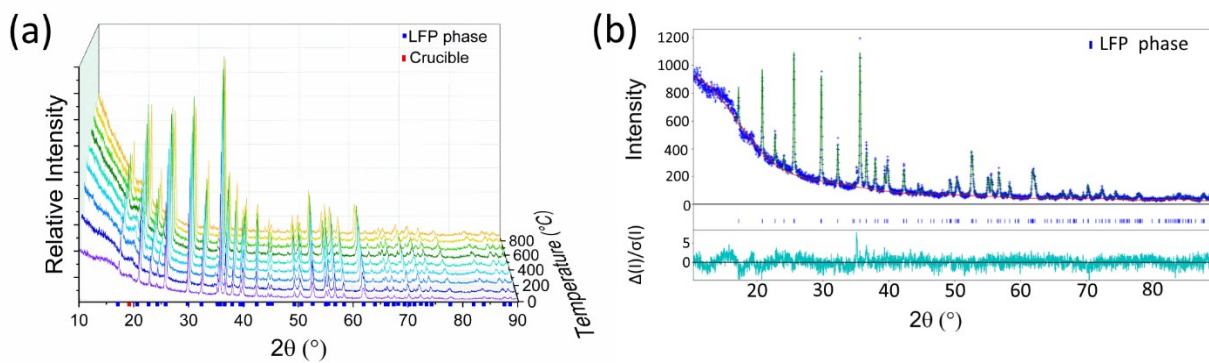 (a)
LFP phase
Crucible
Relative Intensity
800
600
400
200
0
Temperature (°C)
10 20 30 40 50 60 70 80 90
2θ (°)
(b)
LFP phase
1200
1000
800
600
400
200
0
Intensity
5
0
Δ(I)/σ(I)
20 30 40 50 60 70 80
2θ (°)